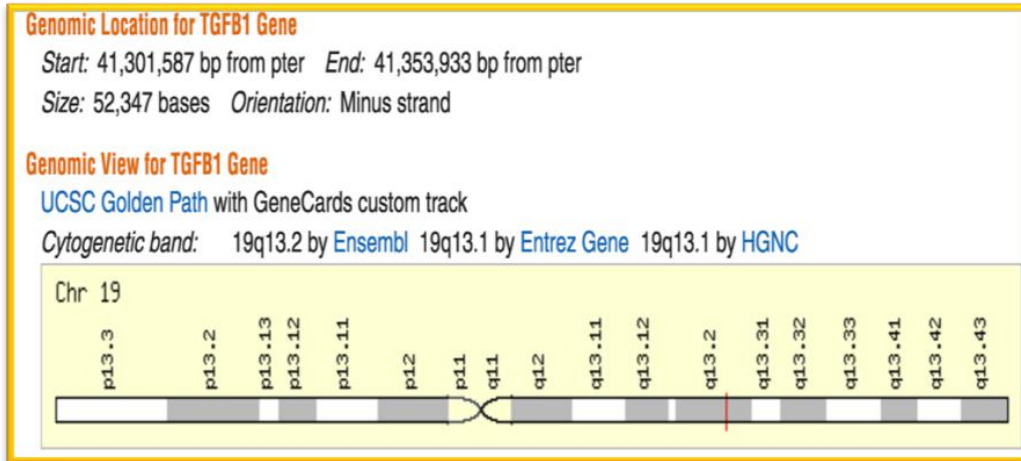 Genomic Location for TGFB1 Gene
Start: 41,301,587 bp from pter End: 41,353,933 bp from pter
Size: 52,347 bases Orientation: Minus strand
Genomic View for TGFB1 Gene
UCSC Golden Path with GeneCards custom track
Cytogenetic band: 19q13.2 by Ensembl 19q13.1 by Entrez Gene 19q13.1 by HGNC
Chr 19
p13.3 p13.2 p13.13 p13.12 p13.11 p12 p11 q11 q12 q13.11 q13.12 q13.2 q13.31 q13.32 q13.33 q13.41 q13.42 q13.43